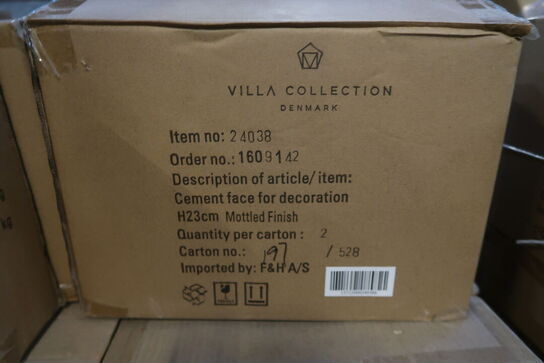 VILLA COLLECTION
DENMARK
Item no: 24038
Order no.: 1609142
Description of article/ item:
Cement face for decoration
H23cm Mottled Finish
Quantity per carton : 2
Carton no.: 197 / 528
Imported by: F&H A/S